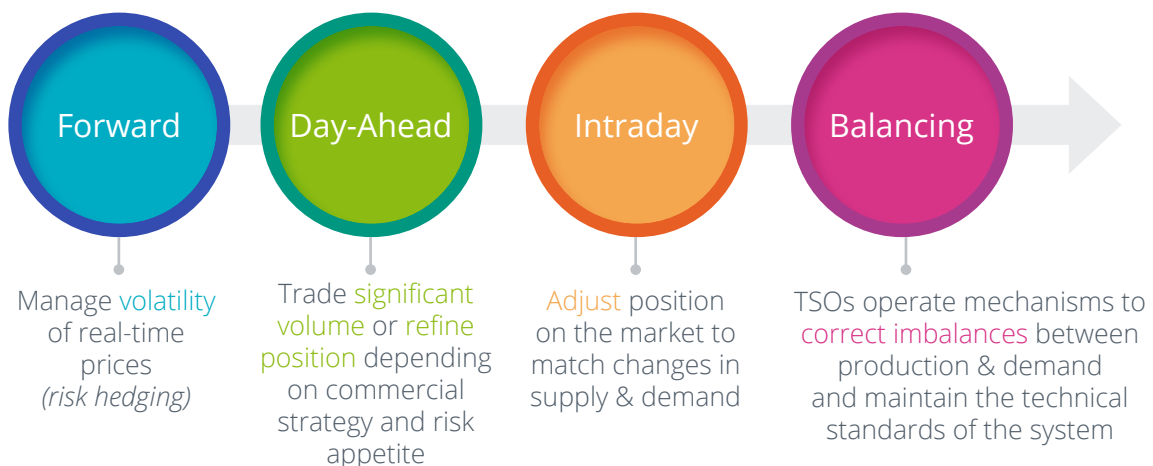 Forward
Day-Ahead
Intraday
Balancing
Manage volatility
of real-time
prices
(risk hedging)
Trade significant
volume or refine
position depending
on commercial
strategy and risk
appetite
Adjust position
on the market to
match changes in
supply & demand
TSOs operate mechanisms to
correct imbalances between
production & demand
and maintain the technical
standards of the system